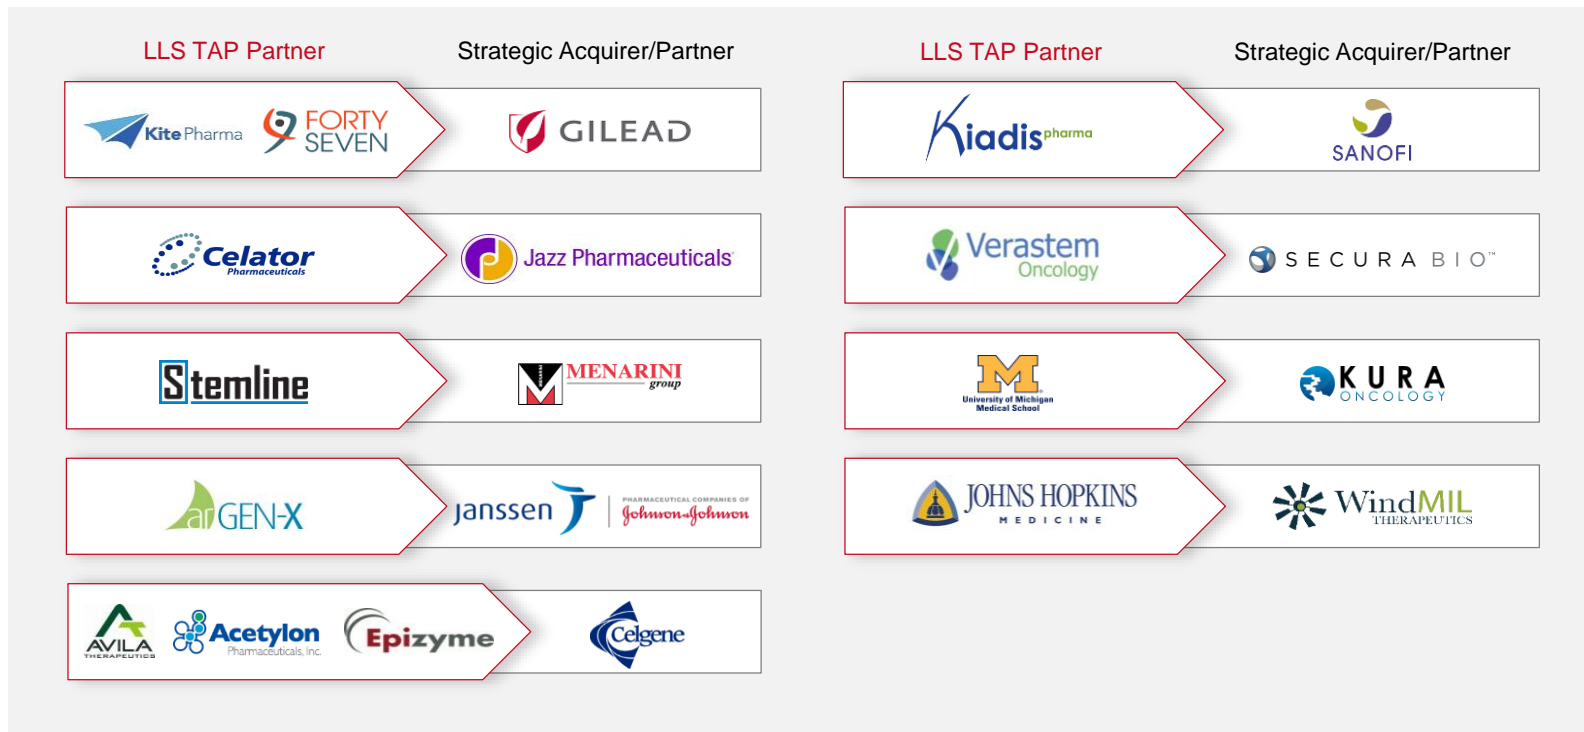 LLS TAP Partner
Strategic Acquirer/Partner
Kite Pharma
FORTY
SEVEN
GILEAD
Celator
Pharmaceuticals
Jazz Pharmaceuticals
Stemline
MENARINI
MENARINI
group
arGEN-X
janssen
PHARMACEUTICAL COMPANIES OF
Johnson & Johnson
AVILA
THERAPEUTICS
Acetylon
Pharmaceuticals, Inc.
Epizyme
Celgene
LLS TAP Partner
Strategic Acquirer/Partner
Kiadis pharma
SANOFI
Verastem
Oncology
SECURA BIO™
M
University of Michigan
Medical School
KURA
ONCOLOGY
JOHNS HOPKINS
MEDICINE
WindMIL
THERAPEUTICS